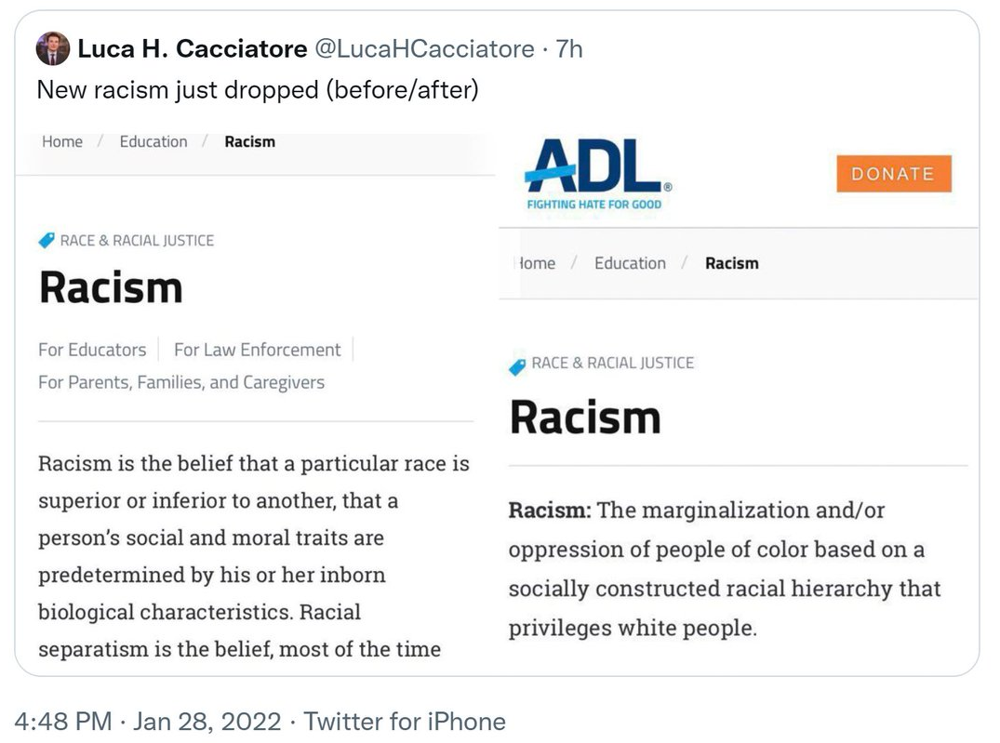 Luca H. Cacciatore @LucaHCacciatore · 7h
New racism just dropped (before/after)
Home / Education / Racism
RACE & RACIAL JUSTICE
Racism
For Educators | For Law Enforcement |
For Parents, Families, and Caregivers
Racism is the belief that a particular race is
superior or inferior to another, that a
person's social and moral traits are
predetermined by his or her inborn
biological characteristics. Racial
separatism is the belief, most of the time
ADL®
FIGHTING HATE FOR GOOD
DONATE
Home / Education / Racism
RACE & RACIAL JUSTICE
Racism
Racism: The marginalization and/or
oppression of people of color based on a
socially constructed racial hierarchy that
privileges white people.
4:48 PM · Jan 28, 2022 · Twitter for iPhone